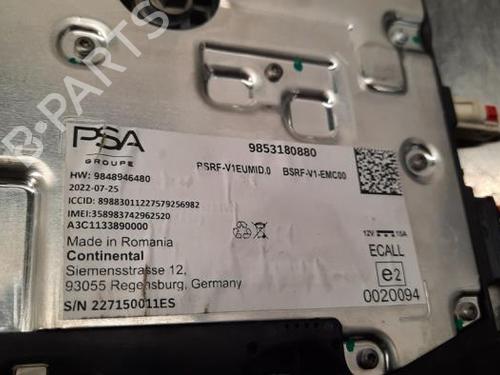 B-PARTS
PSA
GROUPE
9853180880
PSRF-V1EUMID.0 BSRF-V1-EMC00
HW: 9848946480
2022-07-25
ICCID: 89883011227579256982
IMEI:358983742962520
A3C1133890000
Made in Romania
Continental
Siemensstrasse 12,
93055 Regensburg, Germany
S/N 227150011ES
12V 15A
ECALL
e2
0020094